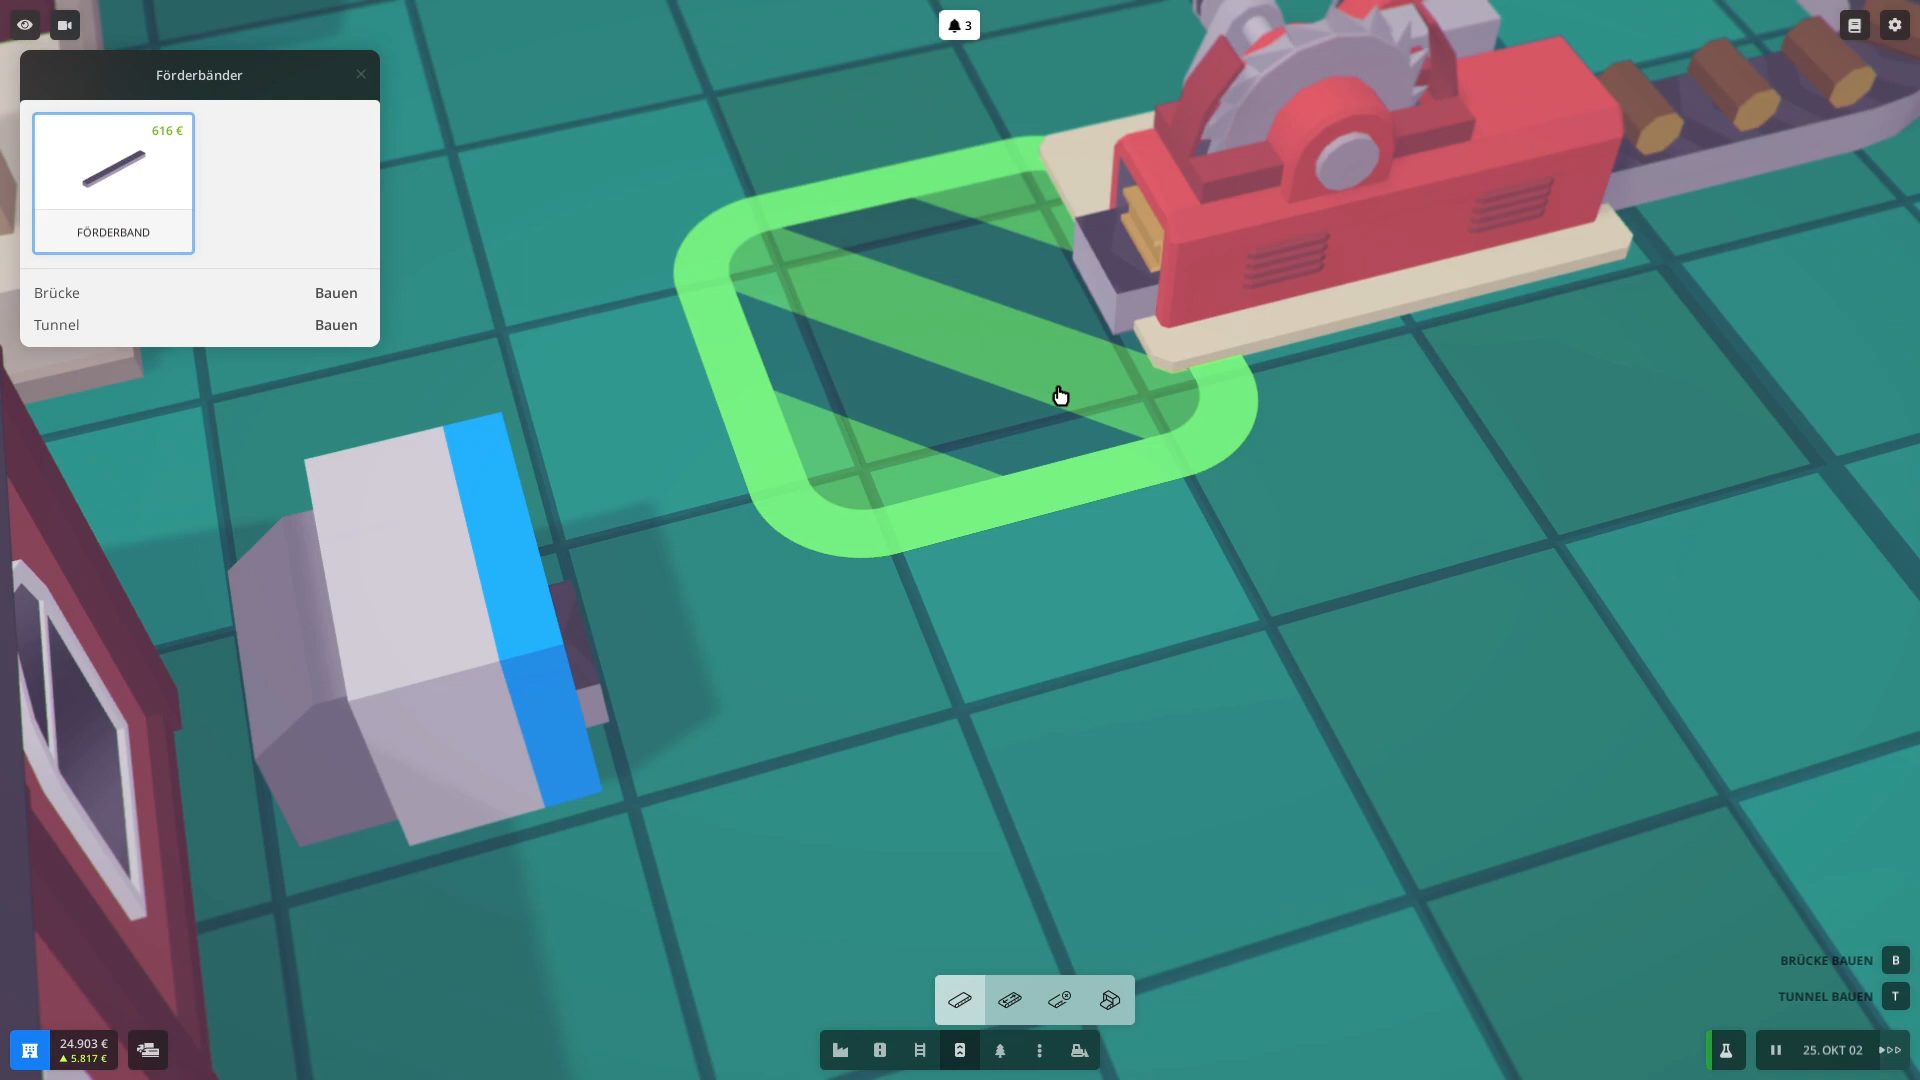 3
Förderbänder
616 €
FÖRDERBAND
Brücke Bauen
Tunnel Bauen
BRÜCKE BAUEN B
TUNNEL BAUEN T
24.903 €
▲ 5.817 €
25. OKT 02